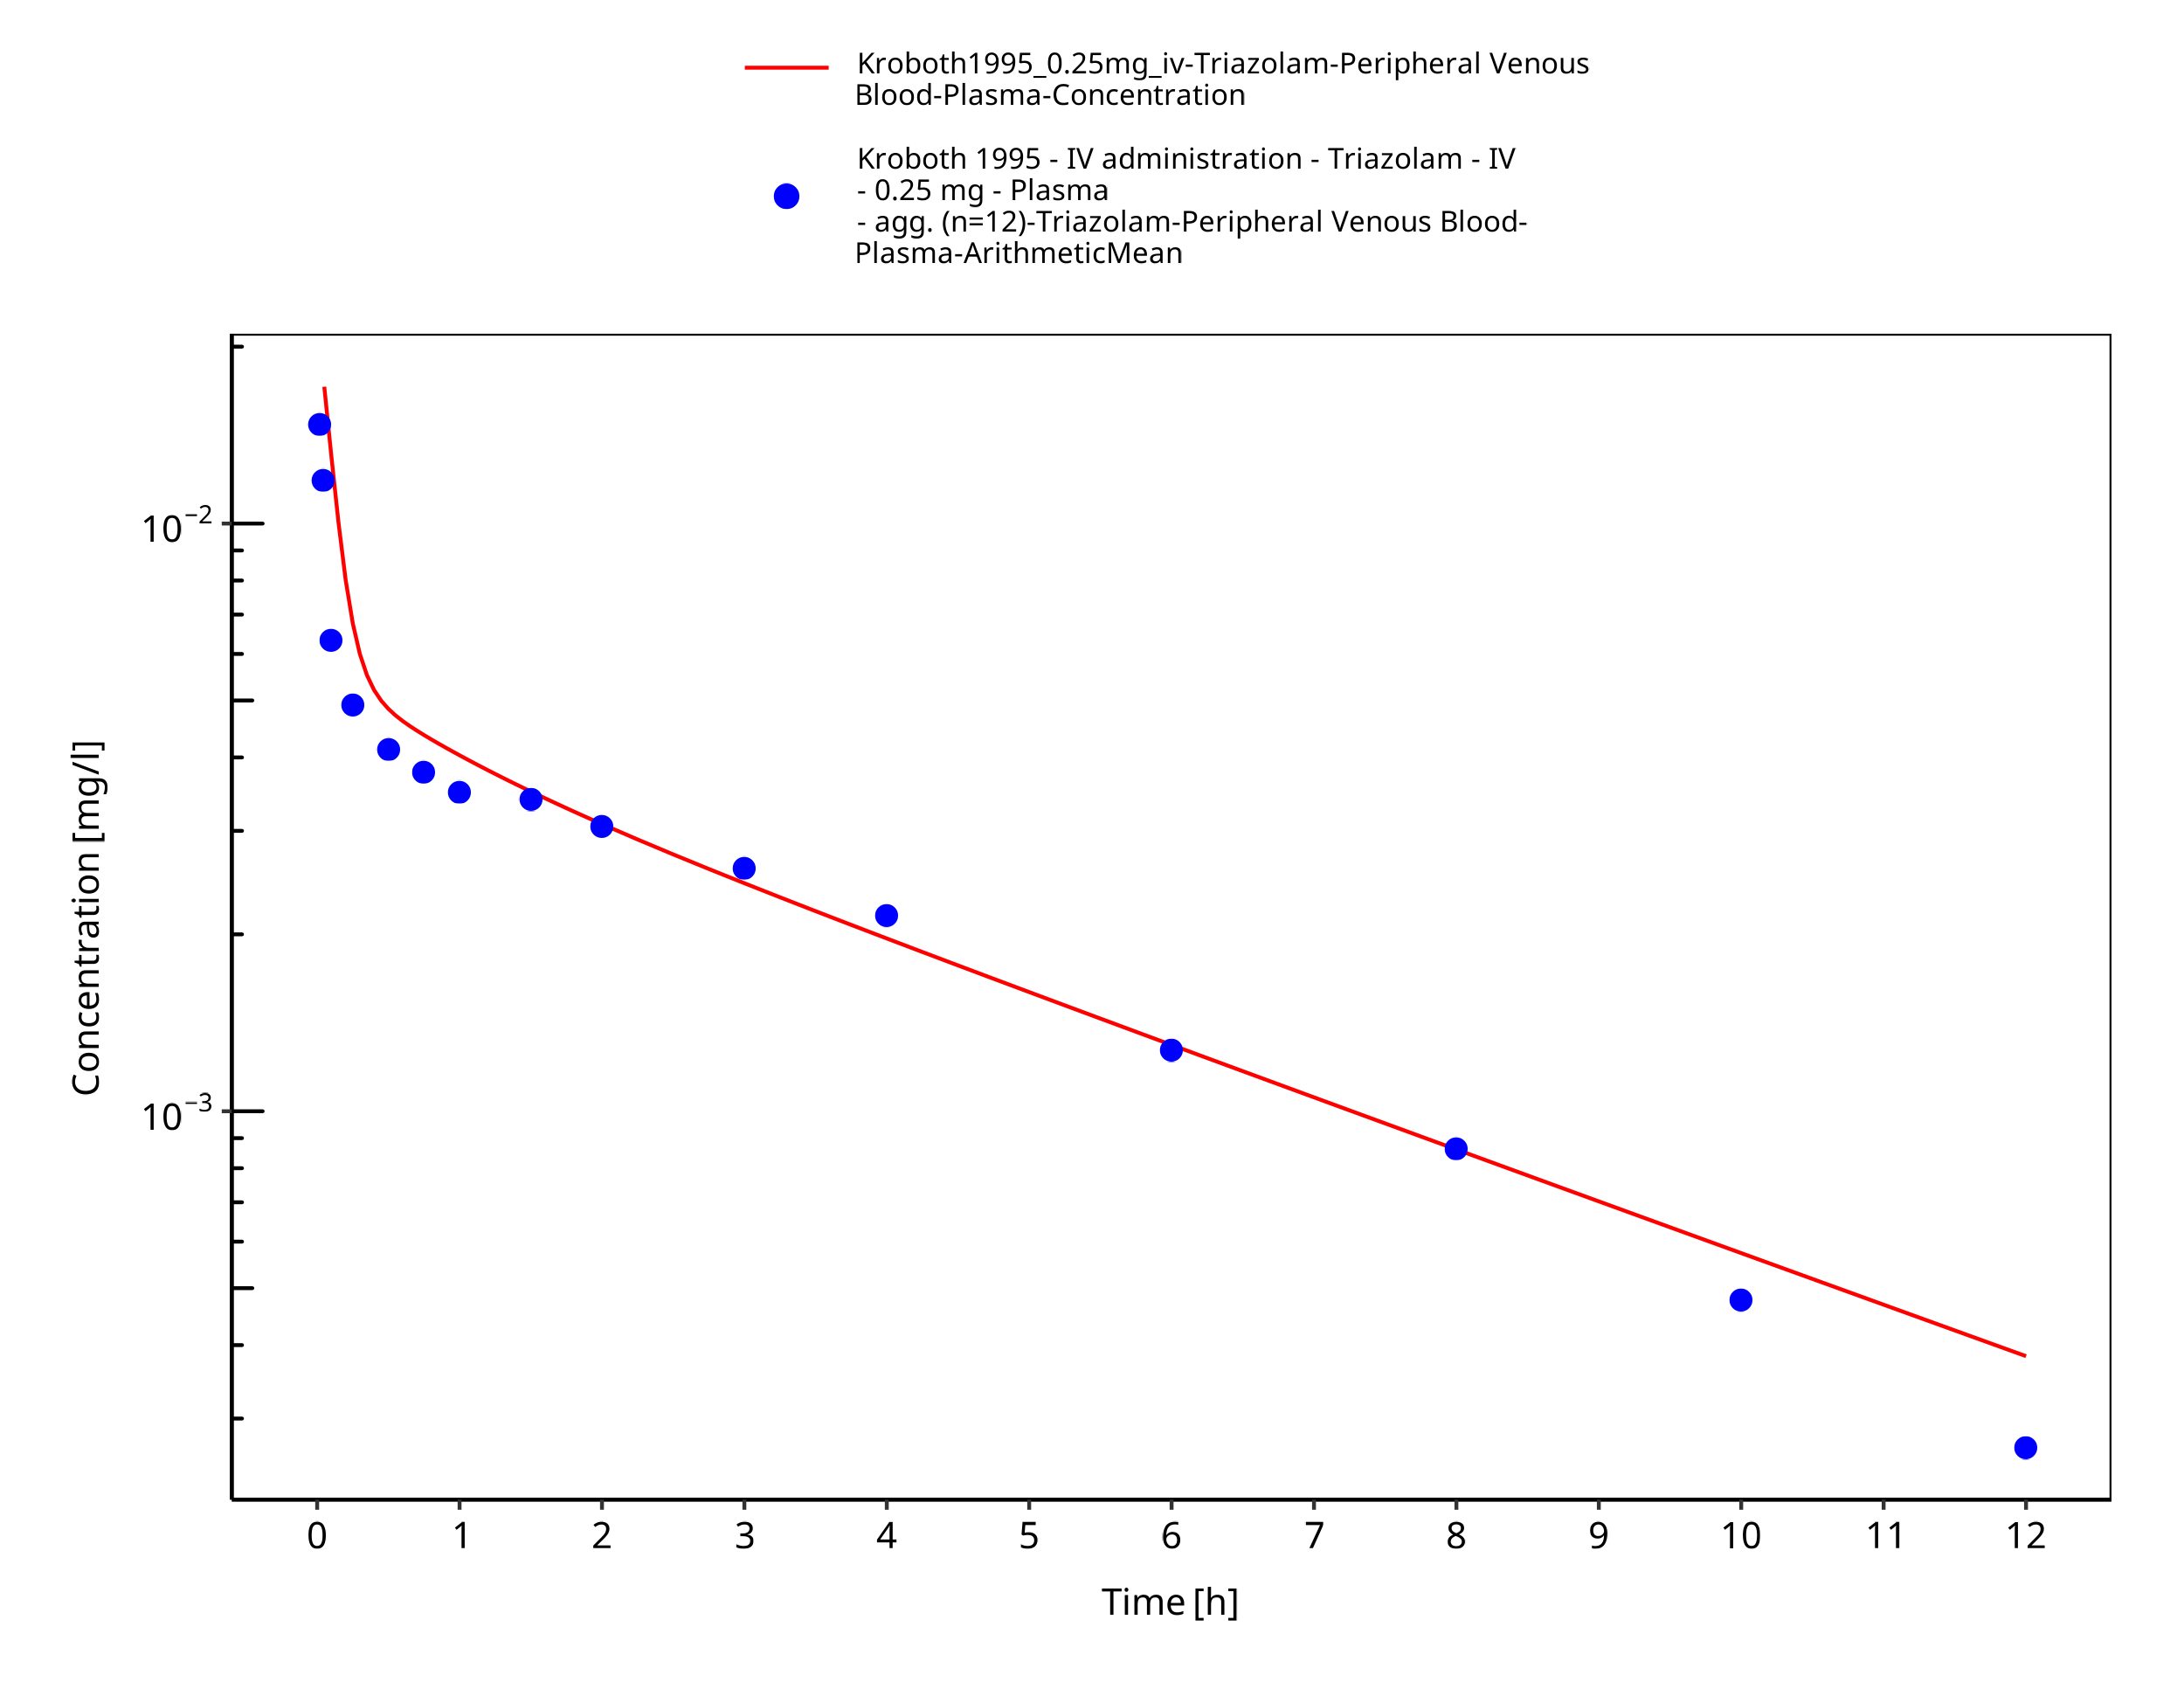 Kroboth1995_0.25mg_iv-Triazolam-Peripheral Venous
Blood-Plasma-Concentration
Kroboth 1995 - IV administration - Triazolam - IV
- 0.25 mg - Plasma
- agg. (n=12)-Triazolam-Peripheral Venous Blood-
Plasma-ArithmeticMean
Concentration [mg/l]
10⁻²
10⁻³
0 1 2 3 4 5 6 7 8 9 10 11 12
Time [h]